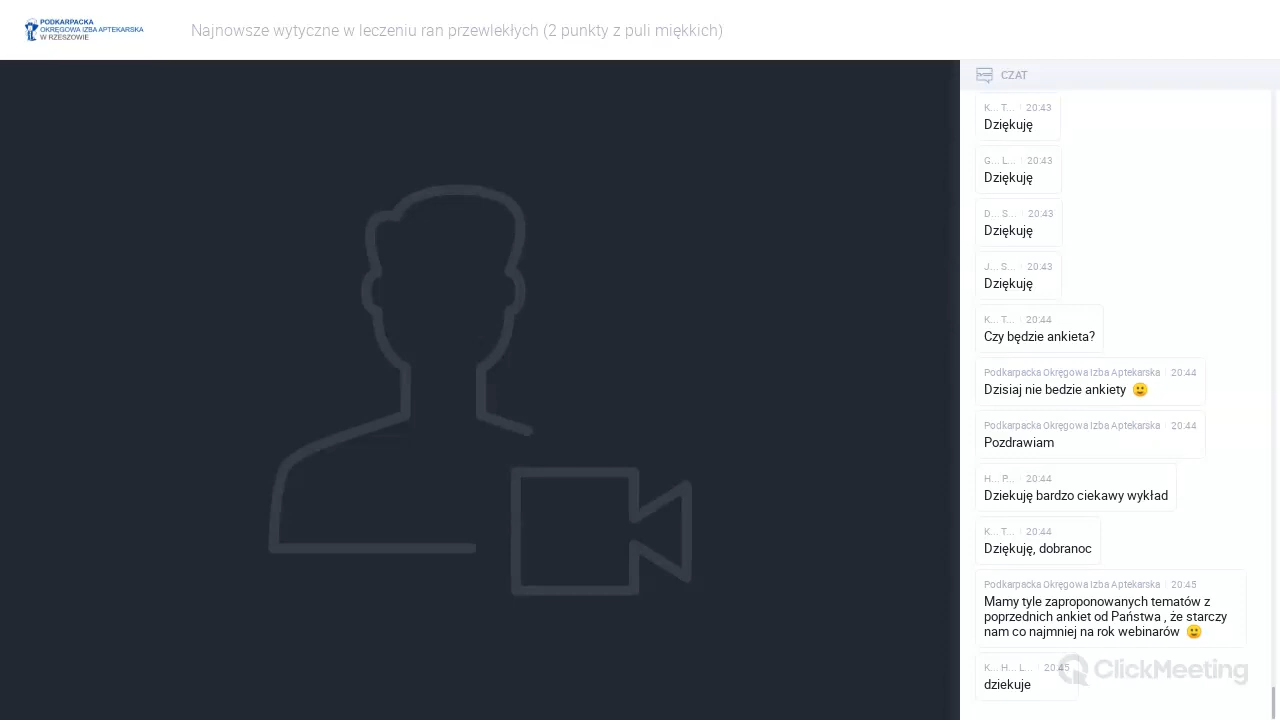 PODKARPACKA
OKRĘGOWA IZBA APTEKARSKA
W RZESZOWIE
Najnowsze wytyczne w leczeniu ran przewlekłych (2 punkty z puli miękkich)
CZAT
K... T... 20:43
Dziękuję
G... L... 20:43
Dziękuję
D... S... 20:43
Dziękuję
J... S... 20:43
Dziękuję
K... T... 20:44
Czy będzie ankieta?
Podkarpacka Okręgowa Izba Aptekarska 20:44
Dzisiaj nie bedzie ankiety 🙂
Podkarpacka Okręgowa Izba Aptekarska 20:44
Pozdrawiam
H... P... 20:44
Dziekuję bardzo ciekawy wykład
K... T... 20:44
Dziękuję, dobranoc
Podkarpacka Okręgowa Izba Aptekarska 20:45
Mamy tyle zaproponowanych tematów z
poprzednich ankiet od Państwa , że starczy
nam co najmniej na rok webinarów 🙂
K... H... L... 20:45
dziekuje
ClickMeeting